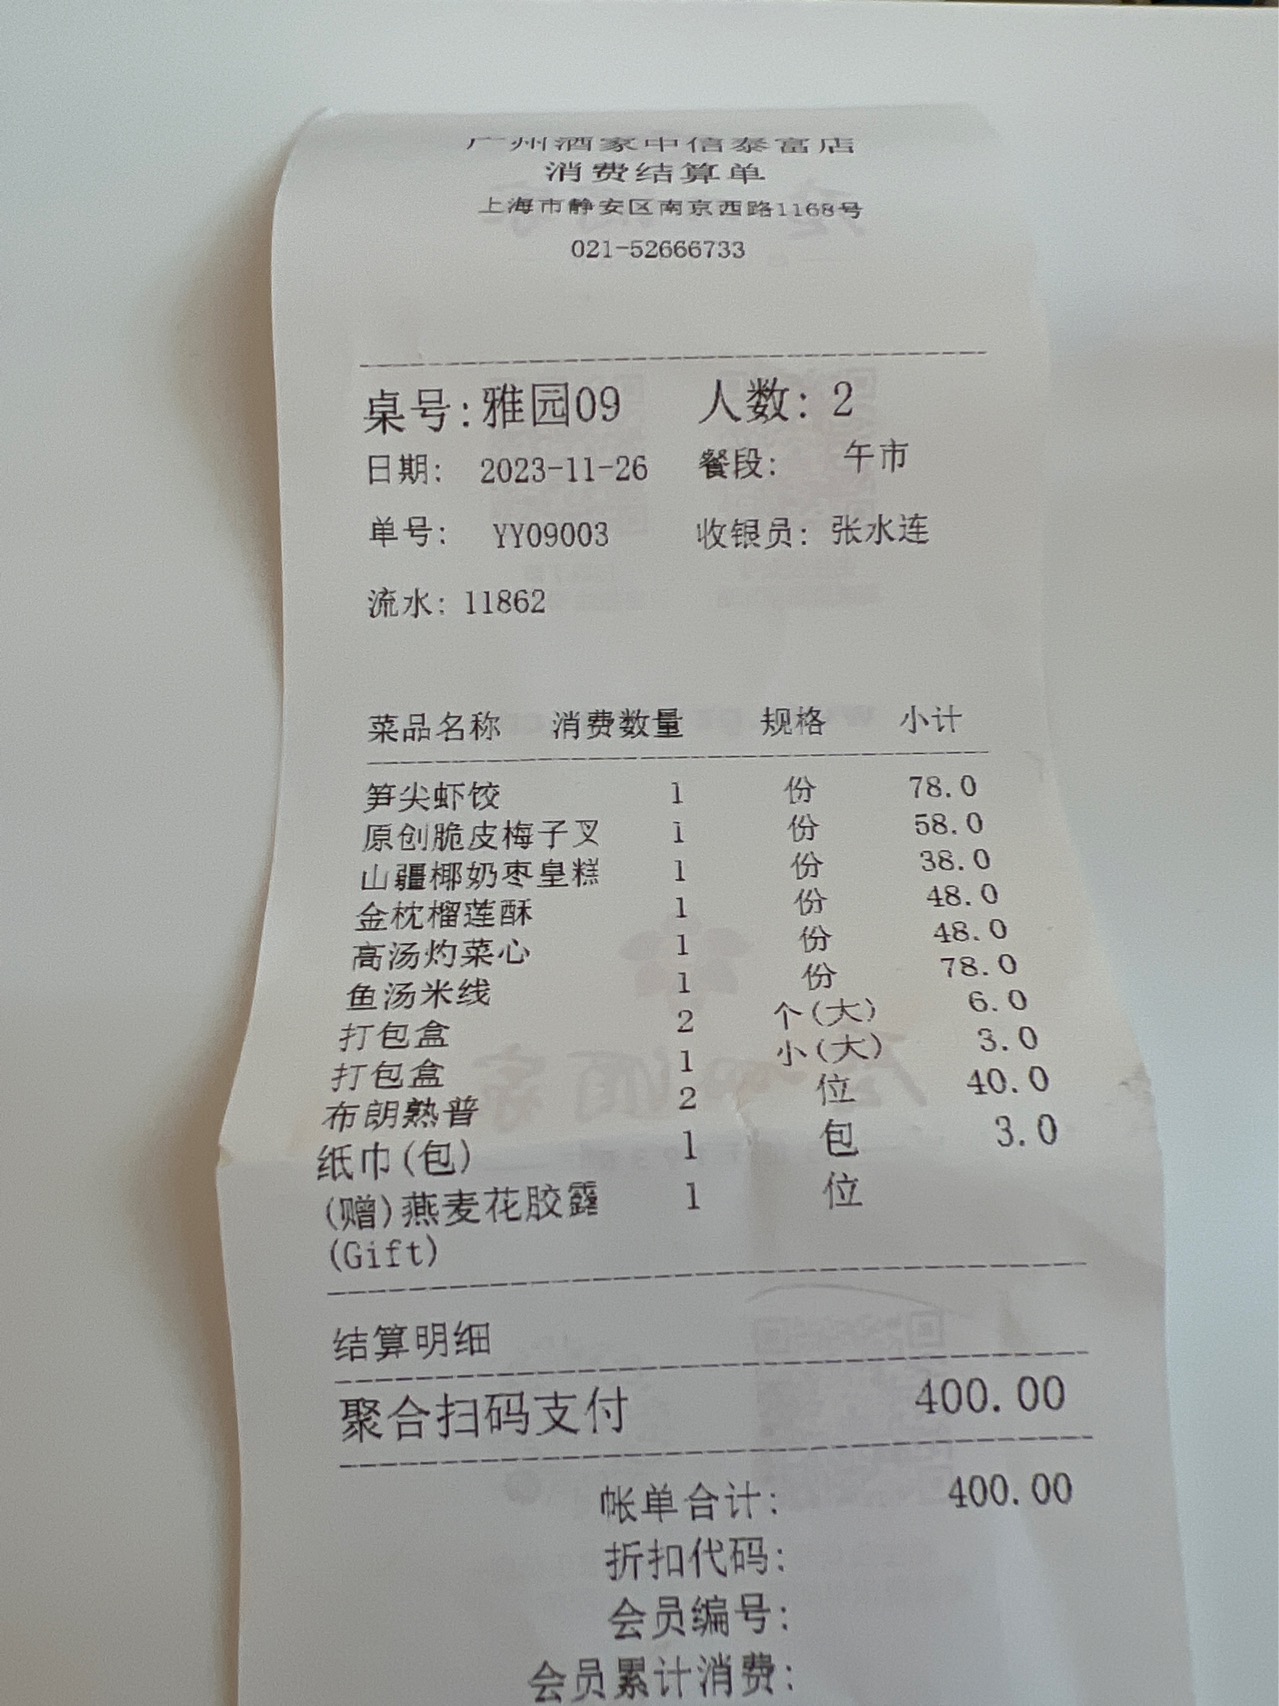 广州酒家中信泰富店
消费结算单
上海市静安区南京西路1168号
021-52666733
桌号:雅园09 人数: 2
日期: 2023-11-26 餐段: 午市
单号: YY09003 收银员: 张水连
流水: 11862
菜品名称 消费数量 规格 小计
笋尖虾饺 1 份 78.0
原创脆皮梅子叉 1 份 58.0
山疆椰奶枣皇糕 1 份 38.0
金枕榴莲酥 1 份 48.0
高汤灼菜心 1 份 48.0
鱼汤米线 1 份 78.0
打包盒 2 个(大) 6.0
打包盒 1 小(大) 3.0
布朗熟普 2 位 40.0
纸巾(包) 1 包 3.0
(赠)燕麦花胶露 1 位
(Gift)
结算明细
聚合扫码支付 400.00
帐单合计: 400.00
折扣代码:
会员编号:
会员累计消费: